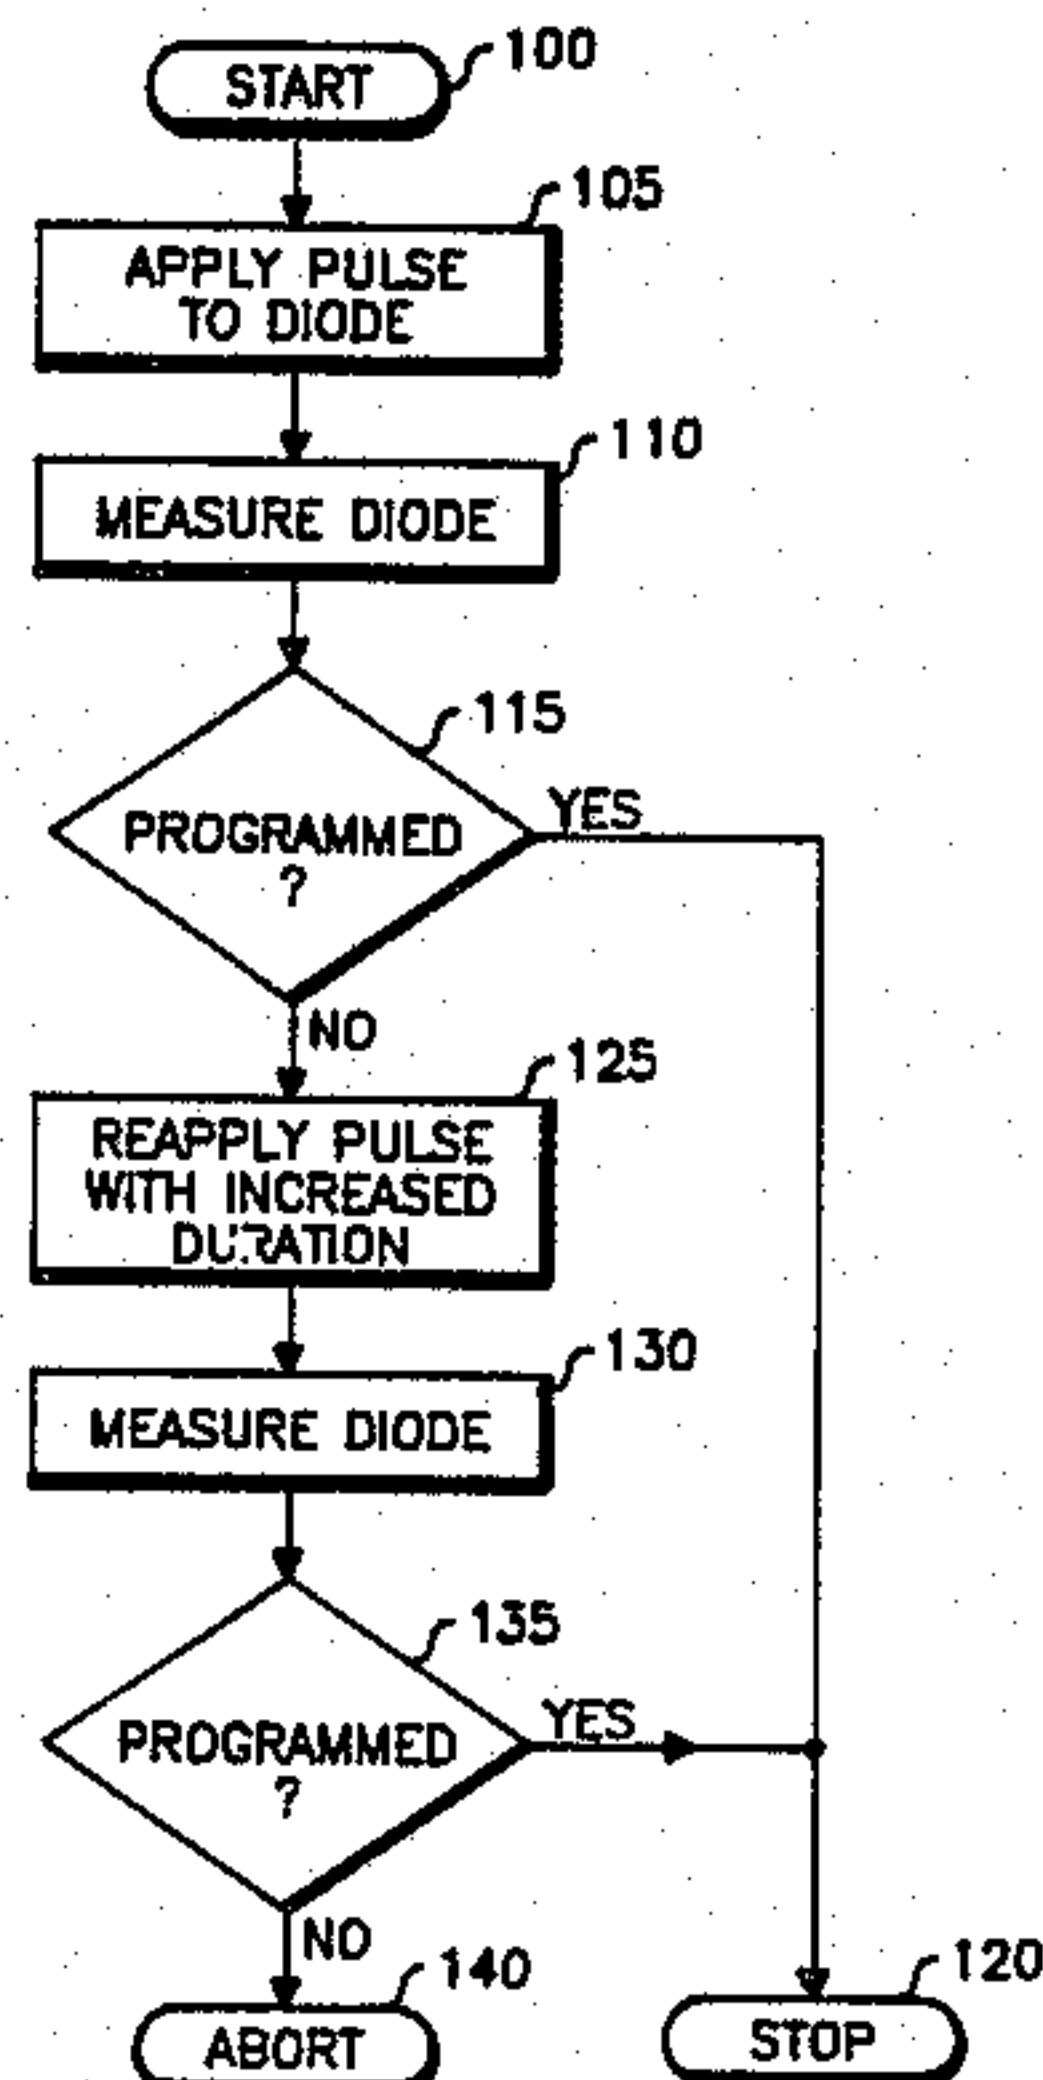 START
100
105
APPLY PULSE
TO DIODE
110
MEASURE DIODE
115
PROGRAMMED
?
YES
NO
125
REAPPLY PULSE
WITH INCREASED
DURATION
130
MEASURE DIODE
135
PROGRAMMED
?
YES
NO
140
ABORT
120
STOP